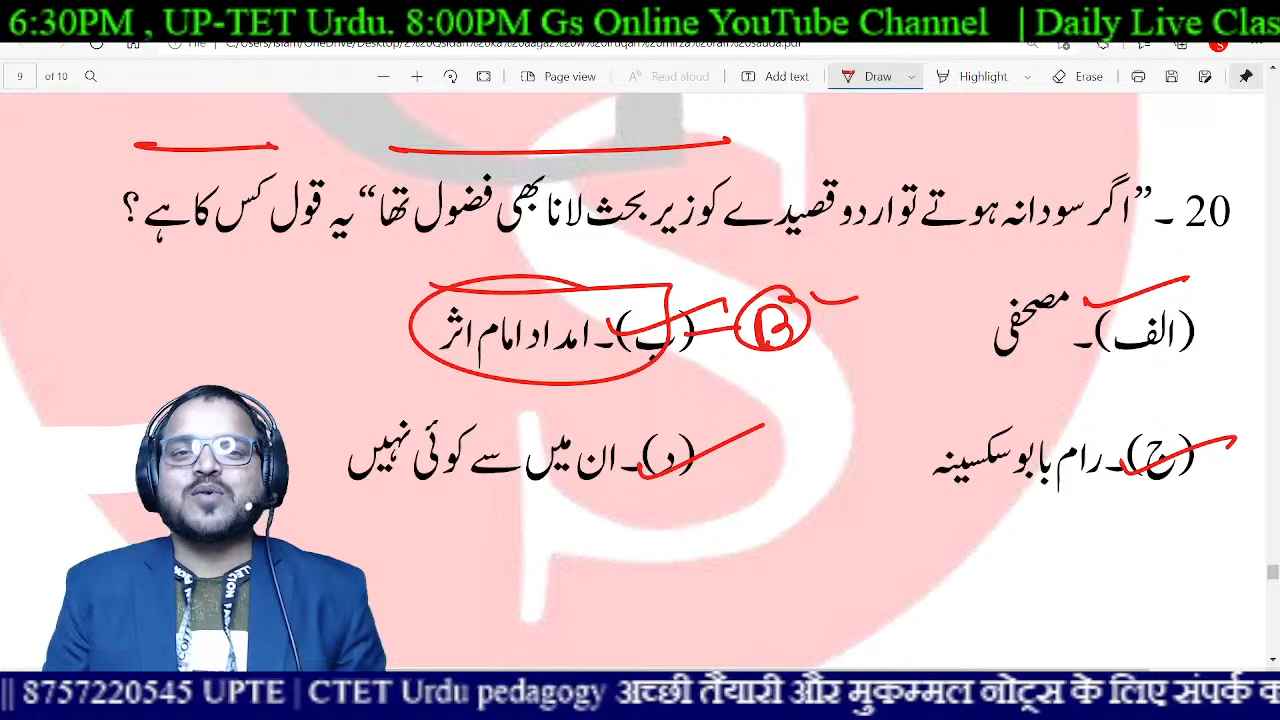 6:30PM , UP-TET Urdu. 8:00PM Gs Online YouTube Channel | Daily Live Clas
9 of 10 Page view Read aloud Add text Draw Highlight Erase
20 ۔”اگر سودا نہ ہوتے تو اردو قصیدے کو زیر بحث لانا بھی فضول تھا“ یہ قول کس کا ہے ؟
(الف)۔ مصحفی (ب)۔ امداد امام اثر B
(ج)۔ رام بابو سکسینہ (د)۔ ان میں سے کوئی نہیں
|| 8757220545 UPTE | CTET Urdu pedagogy अच्छी तैयारी और मुकम्मल नोट्स के लिए संपर्क क